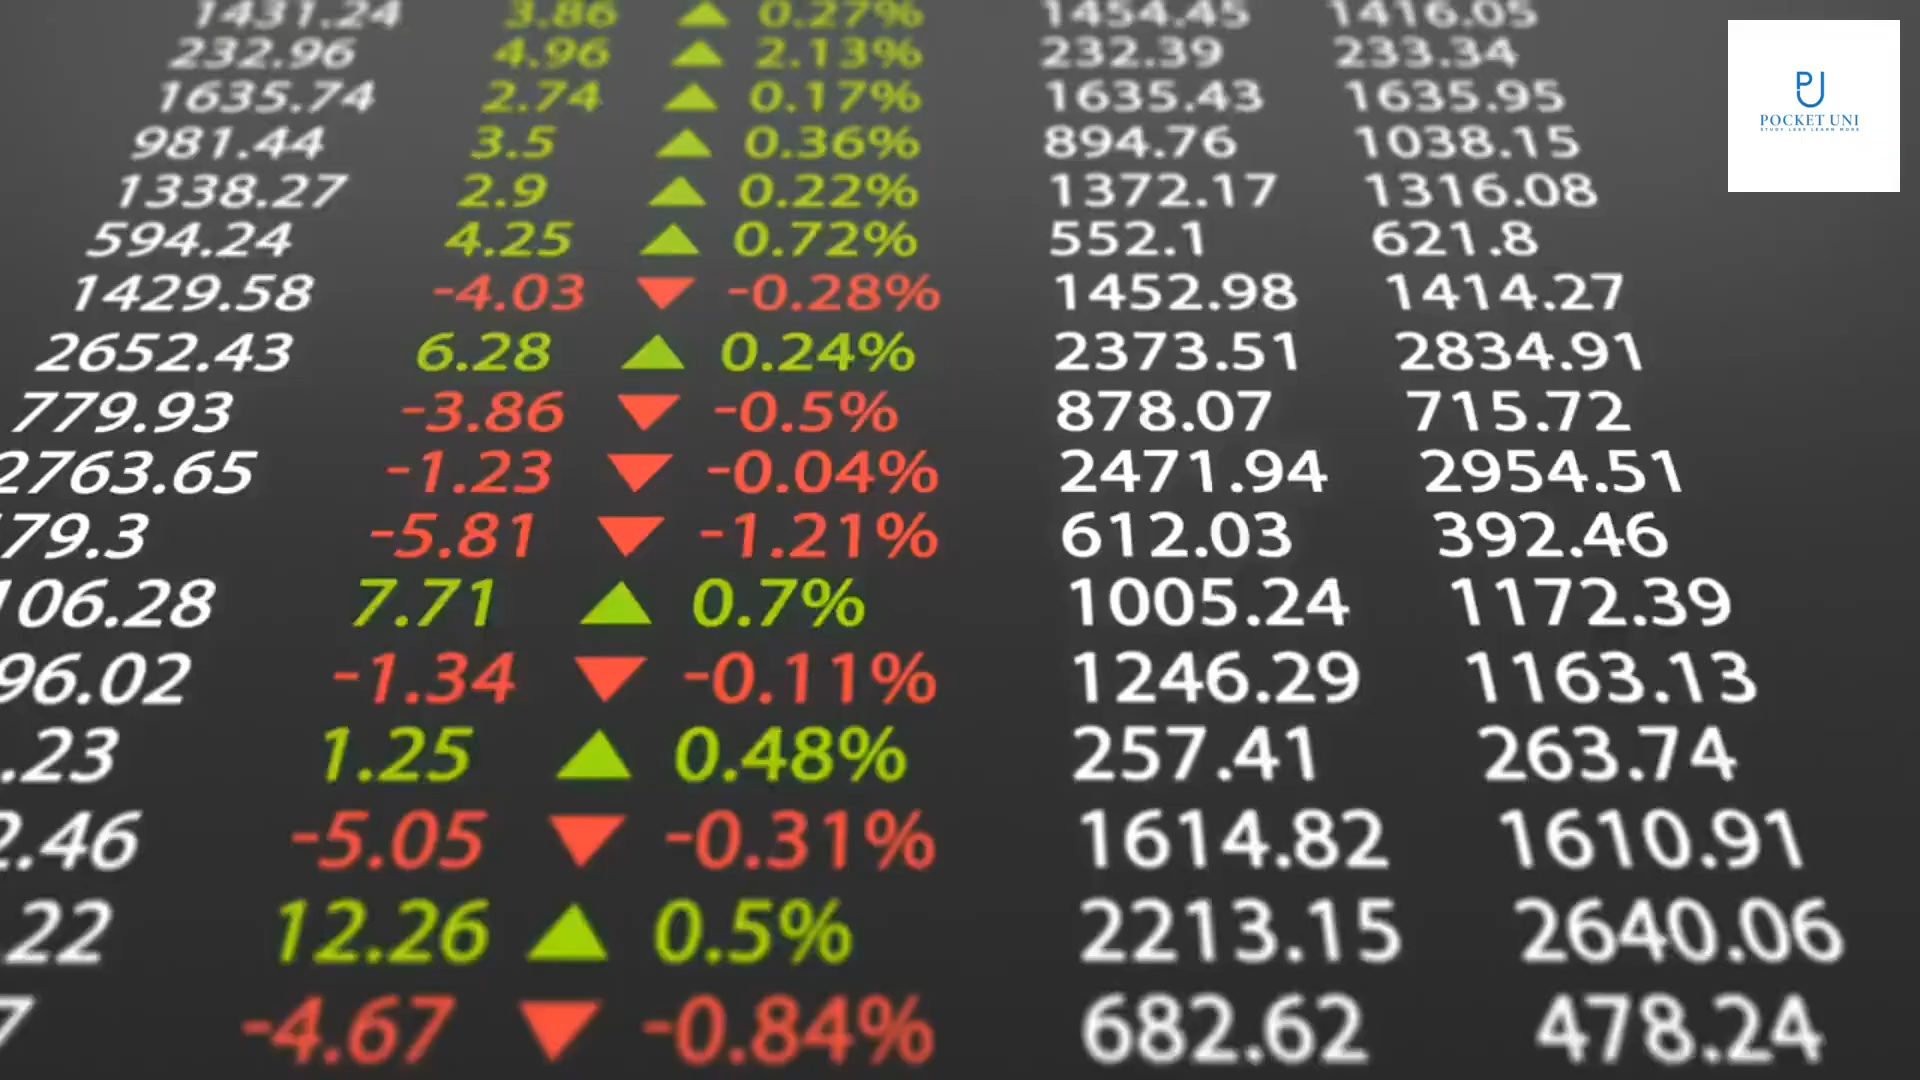 1431.24 3.86 ▲ 0.27% 1454.45 1416.05
232.96 4.96 ▲ 2.13% 232.39 233.34
1635.74 2.74 ▲ 0.17% 1635.43 1635.95
981.44 3.5 ▲ 0.36% 894.76 1038.15
1338.27 2.9 ▲ 0.22% 1372.17 1316.08
594.24 4.25 ▲ 0.72% 552.1 621.8
1429.58 -4.03 ▼ -0.28% 1452.98 1414.27
2652.43 6.28 ▲ 0.24% 2373.51 2834.91
779.93 -3.86 ▼ -0.5% 878.07 715.72
2763.65 -1.23 ▼ -0.04% 2471.94 2954.51
79.3 -5.81 ▼ -1.21% 612.03 392.46
106.28 7.71 ▲ 0.7% 1005.24 1172.39
96.02 -1.34 ▼ -0.11% 1246.29 1163.13
.23 1.25 ▲ 0.48% 257.41 263.74
2.46 -5.05 ▼ -0.31% 1614.82 1610.91
.22 12.26 ▲ 0.5% 2213.15 2640.06
7 -4.67 ▼ -0.84% 682.62 478.24
PU
POCKET UNI
STUDY LESS LEARN MORE